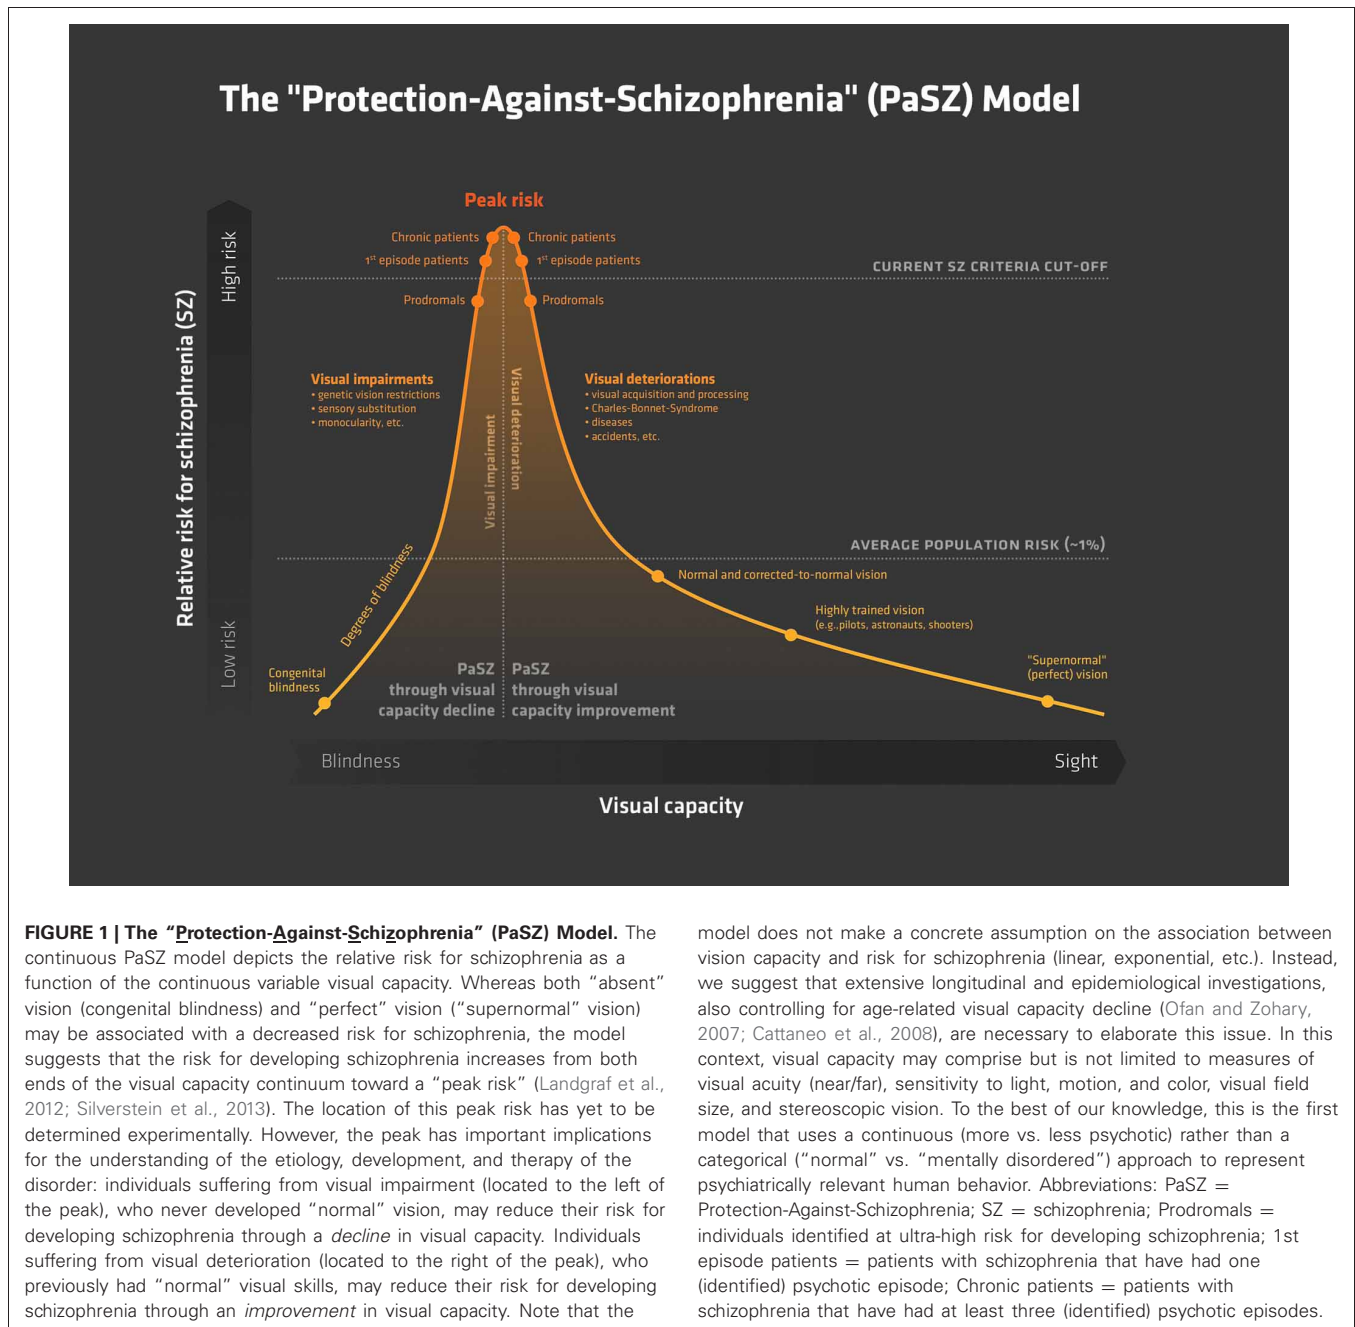 The "Protection-Against-Schizophrenia" (PaSZ) Model
Peak risk
Chronic patients
Chronic patients
1st episode patients
1st episode patients
CURRENT SZ CRITERIA CUT-OFF
Prodromals
Prodromals
High risk
Relative risk for schizophrenia (SZ)
Low risk
Visual impairments
• genetic vision restrictions
• sensory substitution
• monocularity, etc.
Visual impairment
Visual deterioration
Visual deteriorations
• visual acquisition and processing
• Charles-Bonnet-Syndrome
• diseases
• accidents, etc.
AVERAGE POPULATION RISK (~1%)
Degrees of blindness
Normal and corrected-to-normal vision
Highly trained vision
(e.g.,pilots, astronauts, shooters)
"Supernormal"
(perfect) vision
Congenital
blindness
PaSZ
through visual
capacity decline
PaSZ
through visual
capacity improvement
Blindness
Sight
Visual capacity
FIGURE 1 | The “Protection-Against-Schizophrenia” (PaSZ) Model. The
continuous PaSZ model depicts the relative risk for schizophrenia as a
function of the continuous variable visual capacity. Whereas both “absent”
vision (congenital blindness) and “perfect” vision (“supernormal” vision)
may be associated with a decreased risk for schizophrenia, the model
suggests that the risk for developing schizophrenia increases from both
ends of the visual capacity continuum toward a “peak risk” (Landgraf et al.,
2012; Silverstein et al., 2013). The location of this peak risk has yet to be
determined experimentally. However, the peak has important implications
for the understanding of the etiology, development, and therapy of the
disorder: individuals suffering from visual impairment (located to the left of
the peak), who never developed “normal” vision, may reduce their risk for
developing schizophrenia through a decline in visual capacity. Individuals
suffering from visual deterioration (located to the right of the peak), who
previously had “normal” visual skills, may reduce their risk for developing
schizophrenia through an improvement in visual capacity. Note that the
model does not make a concrete assumption on the association between
vision capacity and risk for schizophrenia (linear, exponential, etc.). Instead,
we suggest that extensive longitudinal and epidemiological investigations,
also controlling for age-related visual capacity decline (Ofan and Zohary,
2007; Cattaneo et al., 2008), are necessary to elaborate this issue. In this
context, visual capacity may comprise but is not limited to measures of
visual acuity (near/far), sensitivity to light, motion, and color, visual field
size, and stereoscopic vision. To the best of our knowledge, this is the first
model that uses a continuous (more vs. less psychotic) rather than a
categorical (“normal” vs. “mentally disordered”) approach to represent
psychiatrically relevant human behavior. Abbreviations: PaSZ =
Protection-Against-Schizophrenia; SZ = schizophrenia; Prodromals =
individuals identified at ultra-high risk for developing schizophrenia; 1st
episode patients = patients with schizophrenia that have had one
(identified) psychotic episode; Chronic patients = patients with
schizophrenia that have had at least three (identified) psychotic episodes.